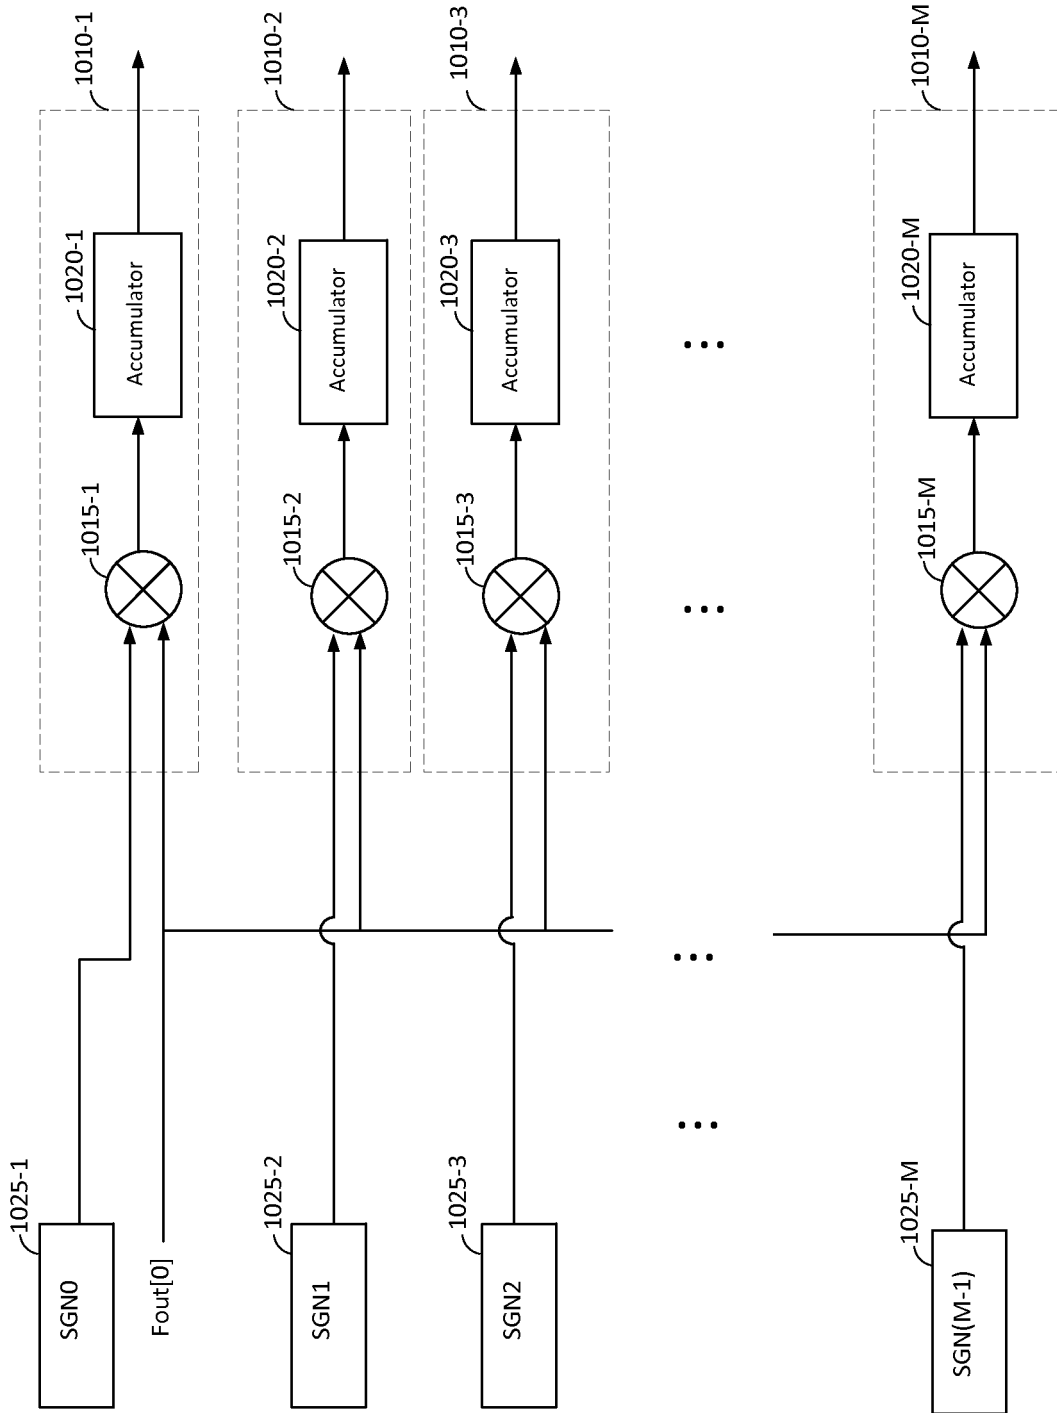 1010-1
1010-2
1010-3
1010-M
1020-1
1020-2
1020-3
1020-M
Accumulator
Accumulator
Accumulator
Accumulator
1015-1
1015-2
1015-3
1015-M
...
...
...
...
1025-1
1025-2
1025-3
1025-M
SGN0
Fout[0]
SGN1
SGN2
SGN(M-1)